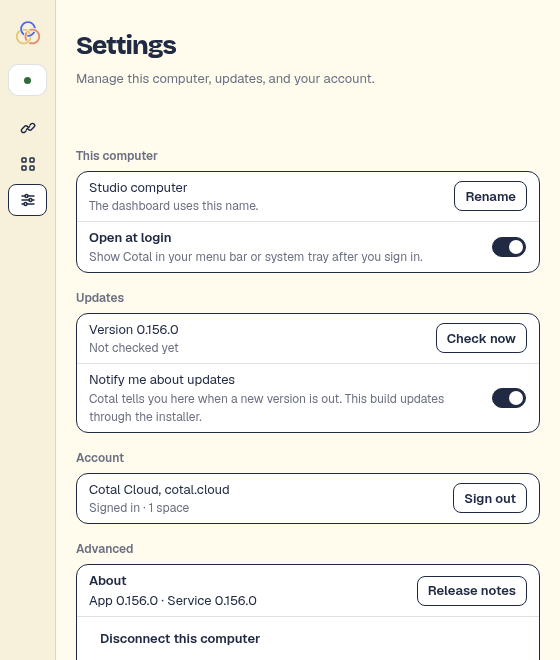 Settings
Manage this computer, updates, and your account.
This computer
Studio computer
The dashboard uses this name.
Rename
Open at login
Show Cotal in your menu bar or system tray after you sign in.
Updates
Version 0.156.0
Not checked yet
Check now
Notify me about updates
Cotal tells you here when a new version is out. This build updates
through the installer.
Account
Cotal Cloud, cotal.cloud
Signed in · 1 space
Sign out
Advanced
About
App 0.156.0 · Service 0.156.0
Release notes
Disconnect this computer